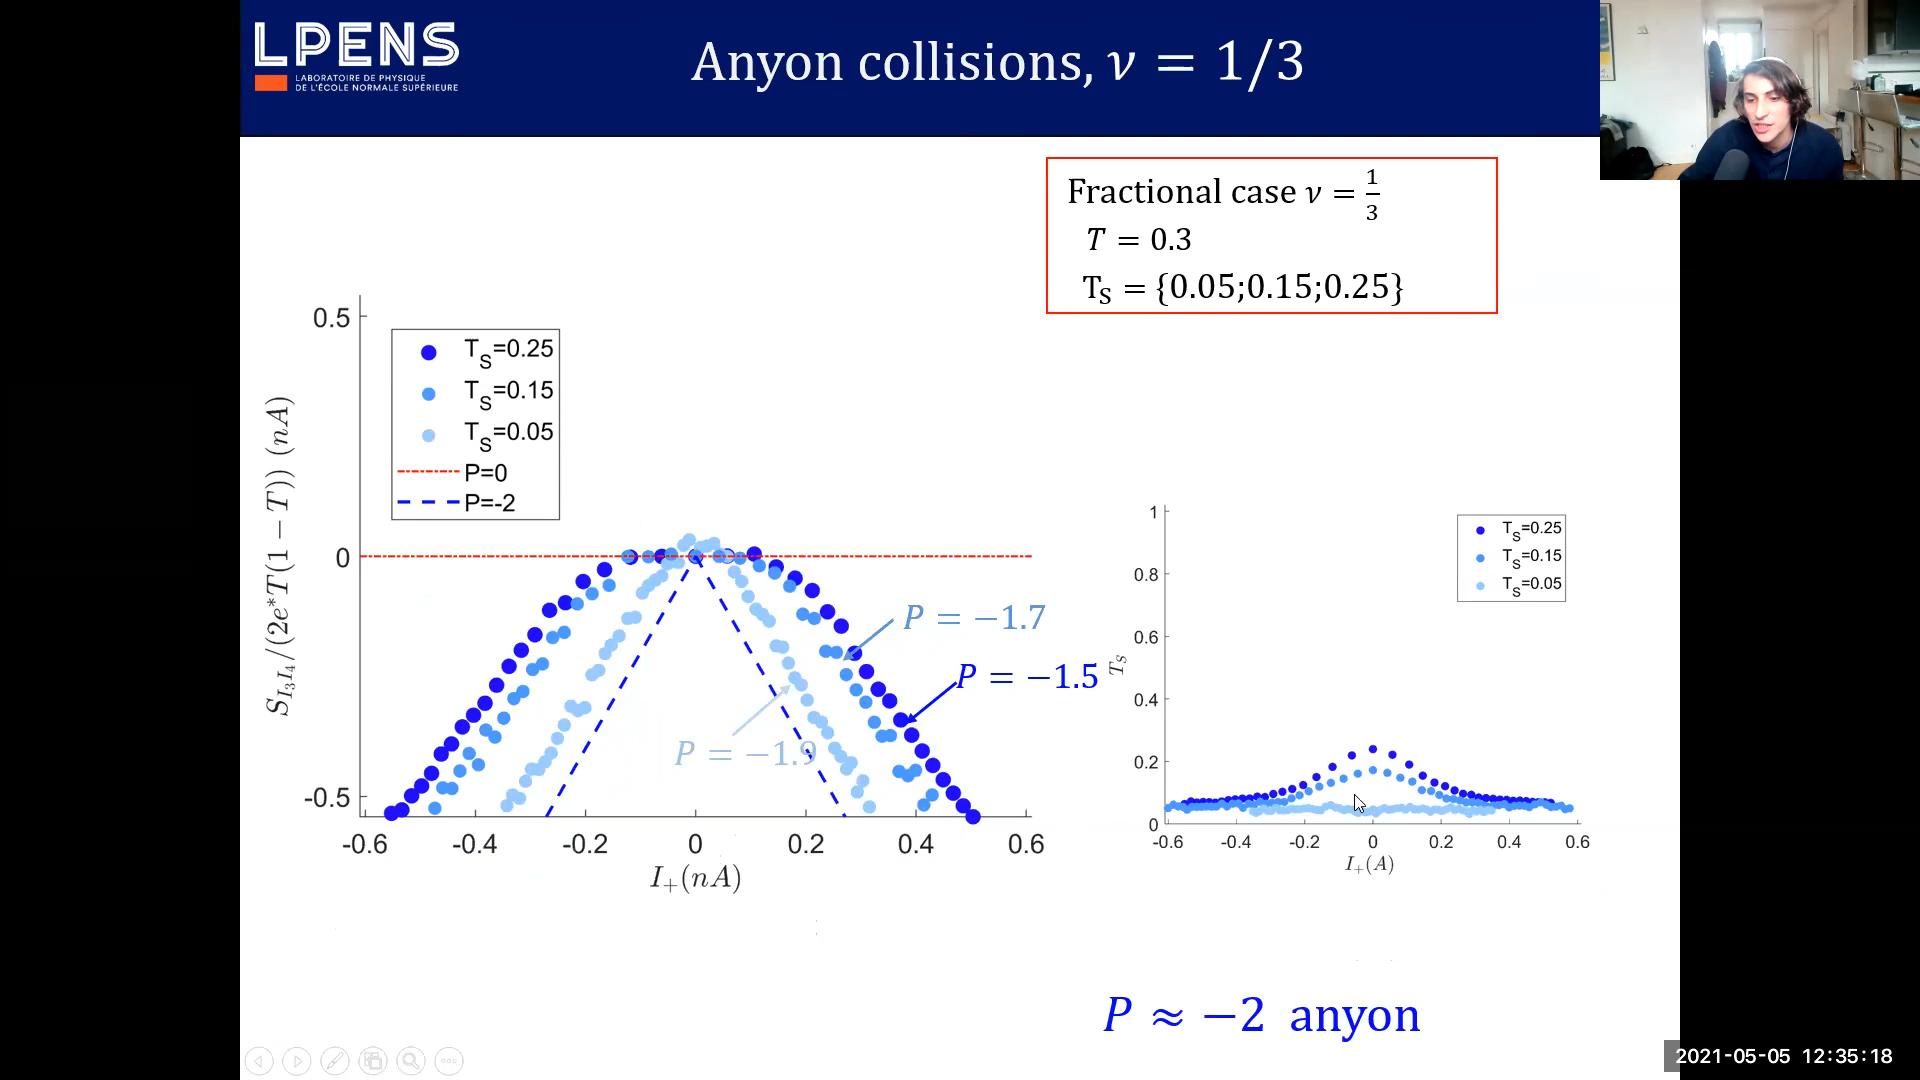 LPENS
LABORATOIRE DE PHYSIQUE
DE L'ÉCOLE NORMALE SUPÉRIEURE
Anyon collisions, ν = 1/3
Fractional case ν = 1/3
T = 0.3
T_S = {0.05;0.15;0.25}
0.5
0
-0.5
S_{I_3I_4}/(2e*T(1 − T)) (nA)
T_S=0.25
T_S=0.15
T_S=0.05
P=0
P=-2
P = −1.7
P = −1.5
P = −1.9
-0.6 -0.4 -0.2 0 0.2 0.4 0.6
I_+(nA)
1
0.8
0.6
0.4
0.2
0
T_S
T_S=0.25
T_S=0.15
T_S=0.05
-0.6 -0.4 -0.2 0 0.2 0.4 0.6
I_+(A)
P ≈ −2 anyon
2021-05-05 12:35:18